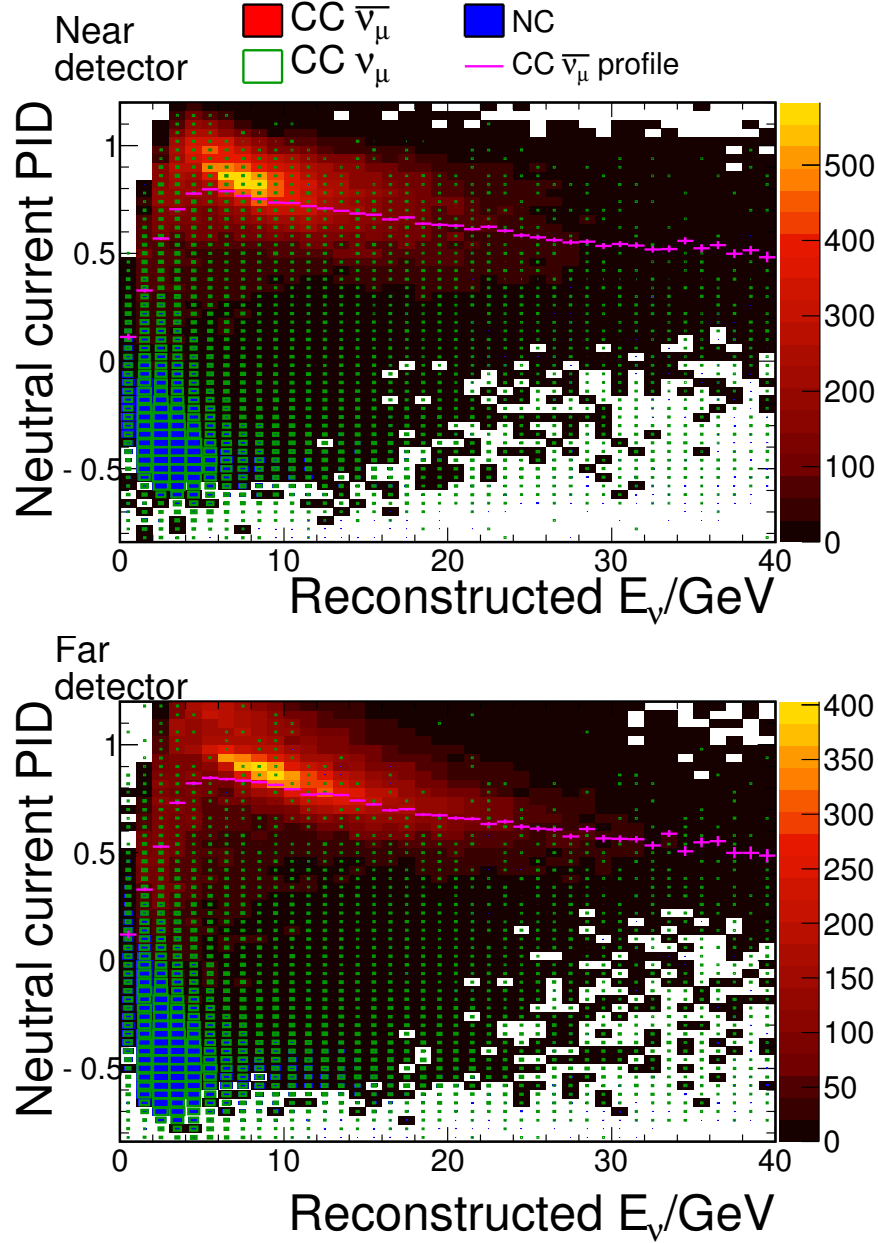 Near
detector
CC ν̅μ
NC
CC νμ
CC ν̅μ profile
Neutral current PID
1
0.5
0
- 0.5
0 10 20 30 40
Reconstructed Eν/GeV
500
400
300
200
100
0
Far
detector
Neutral current PID
1
0.5
0
- 0.5
0 10 20 30 40
Reconstructed Eν/GeV
400
350
300
250
200
150
100
50
0